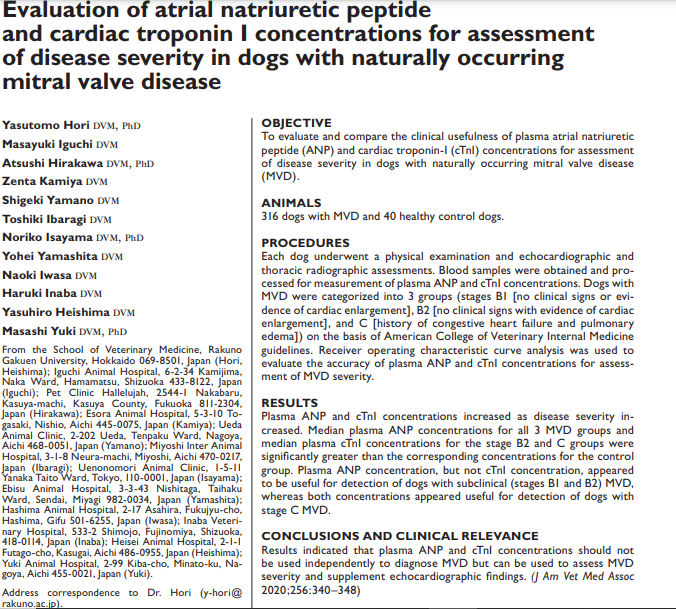 Evaluation of atrial natriuretic peptide
and cardiac troponin I concentrations for assessment
of disease severity in dogs with naturally occurring
mitral valve disease
Yasutomo Hori DVM, PhD
Masayuki Iguchi DVM
Atsushi Hirakawa DVM, PhD
Zenta Kamiya DVM
Shigeki Yamano DVM
Toshiki Ibaragi DVM
Noriko Isayama DVM, PhD
Yohei Yamashita DVM
Naoki Iwasa DVM
Haruki Inaba DVM
Yasuhiro Heishima DVM
Masashi Yuki DVM, PhD
From the School of Veterinary Medicine, Rakuno
Gakuen University, Hokkaido 069-8501, Japan (Hori,
Heishima); Iguchi Animal Hospital, 6-2-34 Kamijima,
Naka Ward, Hamamatsu, Shizuoka 433-8122, Japan
(Iguchi); Pet Clinic Hallelujah, 2544-1 Nakabaru,
Kasuya-machi, Kasuya County, Fukuoka 811-2304,
Japan (Hirakawa); Esora Animal Hospital, 5-3-10 To-
gasaki, Nishio, Aichi 445-0075, Japan (Kamiya); Ueda
Animal Clinic, 2-202 Ueda, Tenpaku Ward, Nagoya,
Aichi 468-0051, Japan (Yamano); Miyoshi Inter Animal
Hospital, 3-1-8 Neura-machi, Miyoshi, Aichi 470-0217,
Japan (Ibaragi); Uenonomori Animal Clinic, 1-5-11
Yanaka Taito Ward, Tokyo, 110-0001, Japan (Isayama);
Ebisu Animal Hospital, 3-3-43 Nishitaga, Taihaku
Ward, Sendai, Miyagi 982-0034, Japan (Yamashita);
Hashima Animal Hospital, 2-17 Asahira, Fukujyu-cho,
Hashima, Gifu 501-6255, Japan (Iwasa); Inaba Veteri-
nary Hospital, 533-2 Shimojo, Fujinomiya, Shizuoka,
418-0114, Japan (Inaba); Heisei Animal Hospital, 2-1-1
Futago-cho, Kasugai, Aichi 486-0955, Japan (Heishima);
Yuki Animal Hospital, 2-99 Kiba-cho, Minato-ku, Na-
goya, Aichi 455-0021, Japan (Yuki).
Address correspondence to Dr. Hori (y-hori@
rakuno.ac.jp).
OBJECTIVE
To evaluate and compare the clinical usefulness of plasma atrial natriuretic
peptide (ANP) and cardiac troponin-I (cTnI) concentrations for assessment
of disease severity in dogs with naturally occurring mitral valve disease
(MVD).
ANIMALS
316 dogs with MVD and 40 healthy control dogs.
PROCEDURES
Each dog underwent a physical examination and echocardiographic and
thoracic radiographic assessments. Blood samples were obtained and pro-
cessed for measurement of plasma ANP and cTnI concentrations. Dogs with
MVD were categorized into 3 groups (stages B1 [no clinical signs or evi-
dence of cardiac enlargement], B2 [no clinical signs with evidence of cardiac
enlargement], and C [history of congestive heart failure and pulmonary
edema]) on the basis of American College of Veterinary Internal Medicine
guidelines. Receiver operating characteristic curve analysis was used to
evaluate the accuracy of plasma ANP and cTnI concentrations for assess-
ment of MVD severity.
RESULTS
Plasma ANP and cTnI concentrations increased as disease severity in-
creased. Median plasma ANP concentrations for all 3 MVD groups and
median plasma cTnI concentrations for the stage B2 and C groups were
significantly greater than the corresponding concentrations for the control
group. Plasma ANP concentration, but not cTnI concentration, appeared
to be useful for detection of dogs with subclinical (stages B1 and B2) MVD,
whereas both concentrations appeared useful for detection of dogs with
stage C MVD.
CONCLUSIONS AND CLINICAL RELEVANCE
Results indicated that plasma ANP and cTnI concentrations should not
be used independently to diagnose MVD but can be used to assess MVD
severity and supplement echocardiographic findings. (J Am Vet Med Assoc
2020;256:340–348)